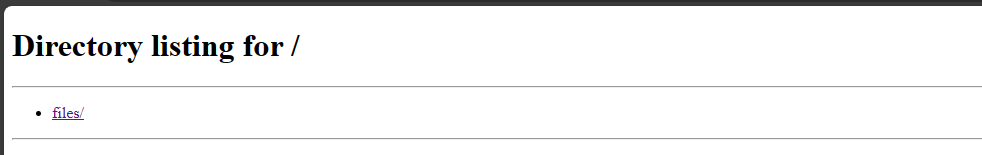 Directory listing for /
files/